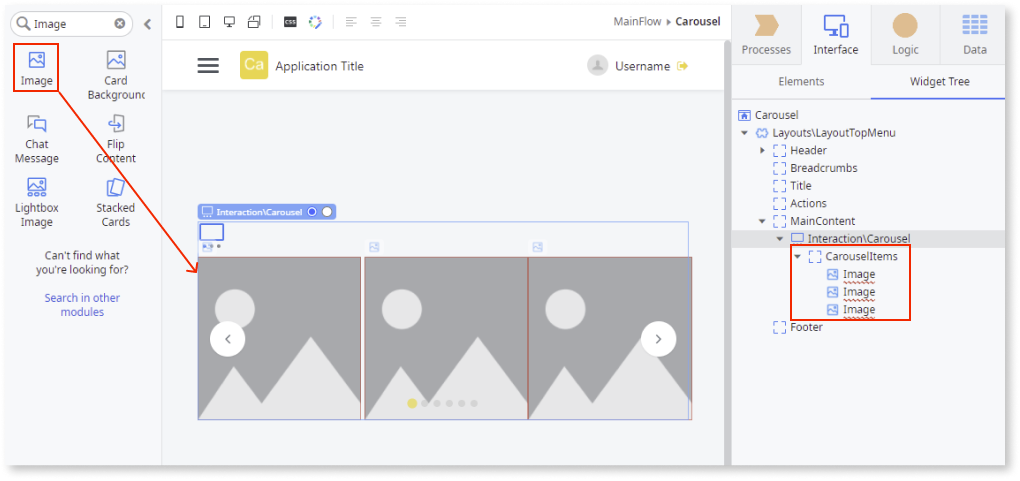 Image
Image
Card
Background
Chat
Message
Flip
Content
Lightbox
Image
Stacked
Cards
Can't find what
you're looking for?
Search in other
modules
CSS
MainFlow ▸ Carousel
Ca
Application Title
Username
Interaction\Carousel
Processes
Interface
Logic
Data
Elements
Widget Tree
Carousel
Layouts\LayoutTopMenu
Header
Breadcrumbs
Title
Actions
MainContent
Interaction\Carousel
CarouselItems
Image
Image
Image
Footer